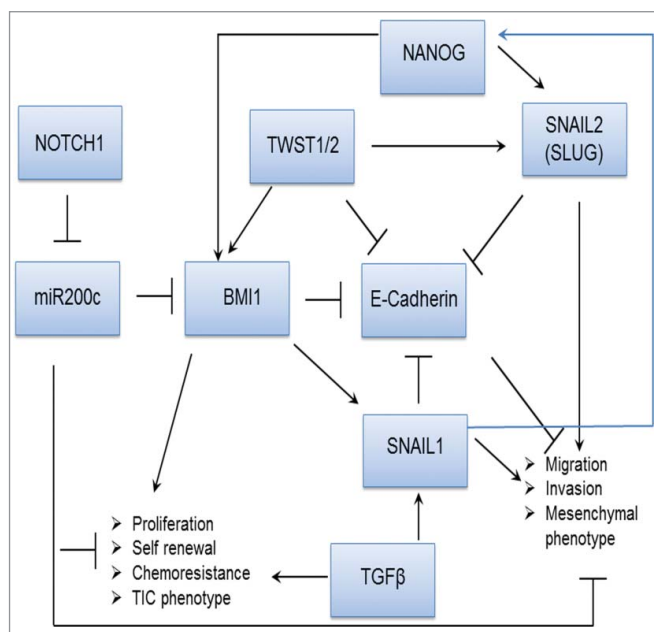 NANOG
NOTCH1
TWST1/2
SNAIL2
(SLUG)
miR200c
BMI1
E-Cadherin
SNAIL1
➤ Migration
➤ Invasion
➤ Mesenchymal
phenotype
➤ Proliferation
➤ Self renewal
➤ Chemoresistance
➤ TIC phenotype
TGFβ